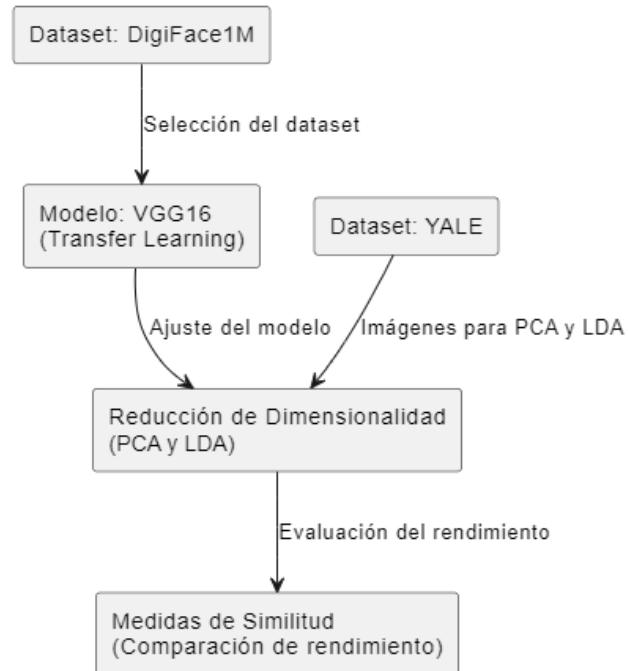 Dataset: DigiFace1M
Selección del dataset
Modelo: VGG16
(Transfer Learning)
Dataset: YALE
Ajuste del modelo
Imágenes para PCA y LDA
Reducción de Dimensionalidad
(PCA y LDA)
Evaluación del rendimiento
Medidas de Similitud
(Comparación de rendimiento)